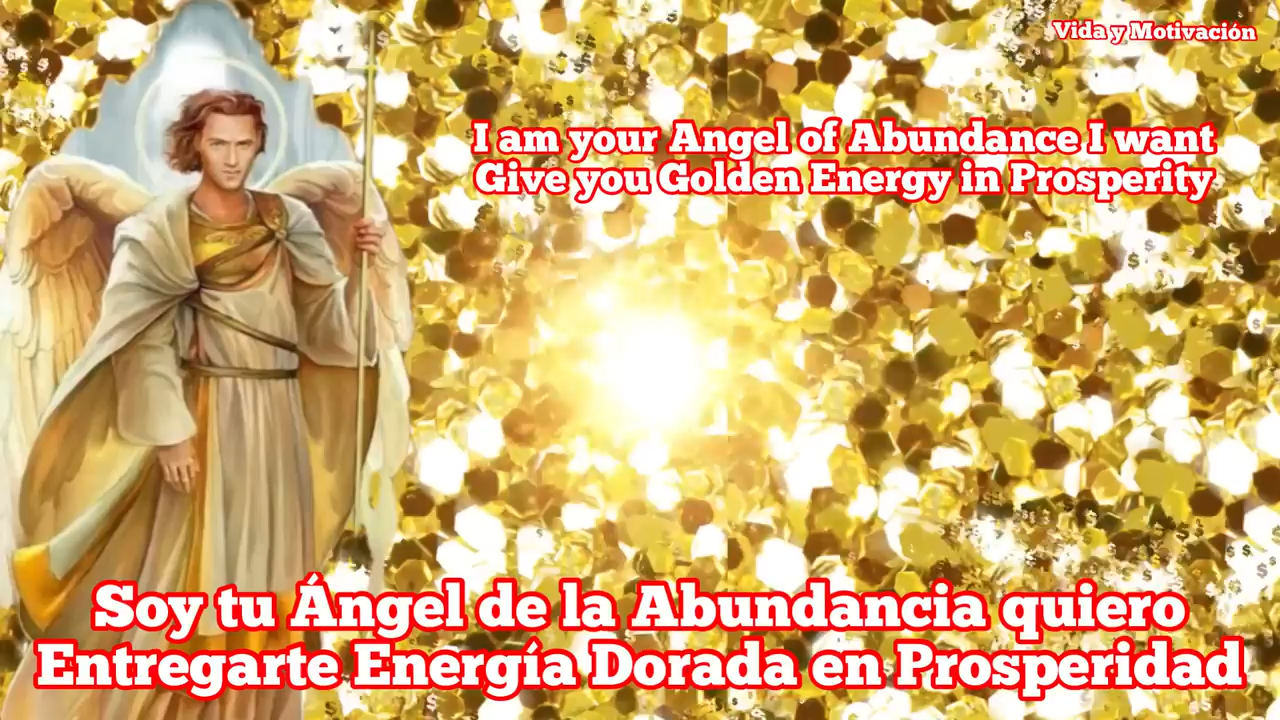 Vida y Motivación
I am your Angel of Abundance I want
Give you Golden Energy in Prosperity
Soy tu Ángel de la Abundancia quiero
Entregarte Energía Dorada en Prosperidad